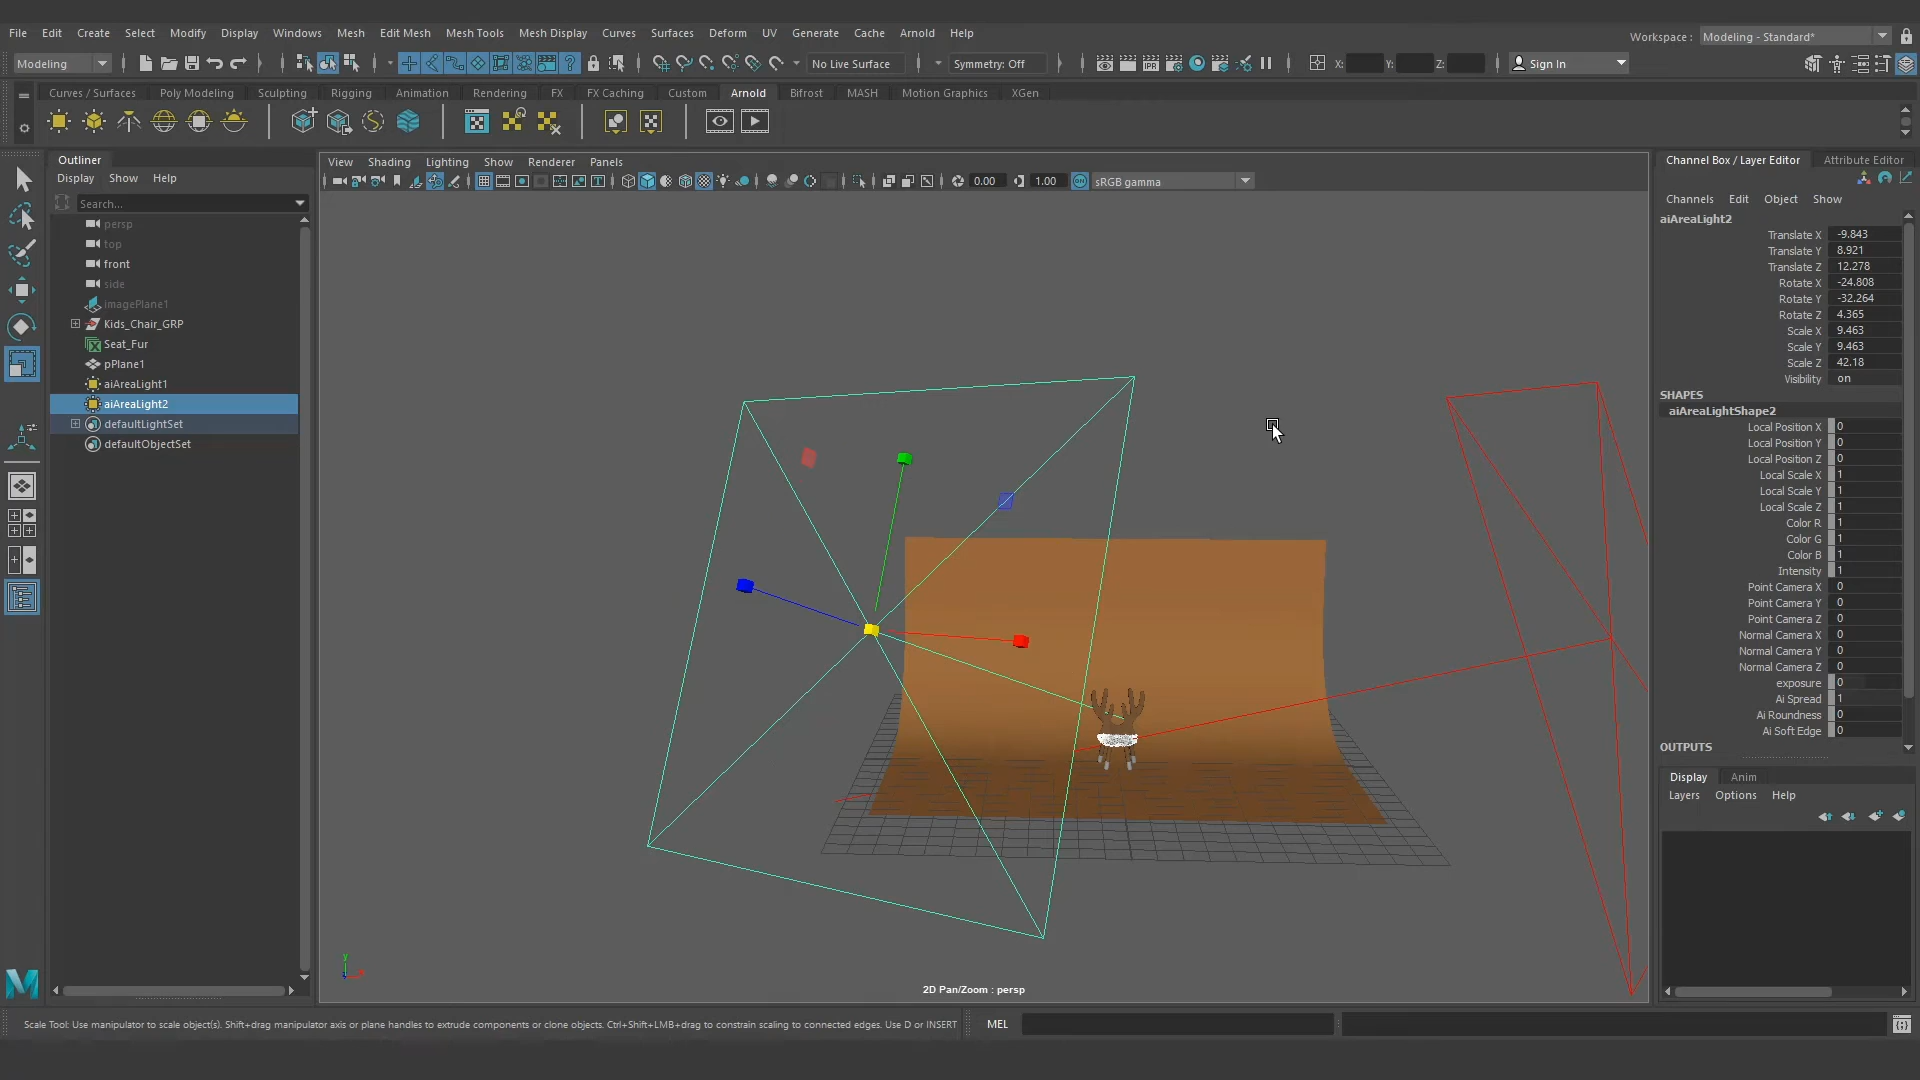 File Edit Create Select Modify Display Windows Mesh Edit Mesh Mesh Tools Mesh Display Curves Surfaces Deform UV Generate Cache Arnold Help
Workspace : Modeling - Standard*
Modeling No Live Surface Symmetry: Off X: Y: Z: Sign In
Curves / Surfaces Poly Modeling Sculpting Rigging Animation Rendering FX FX Caching Custom Arnold Bifrost MASH Motion Graphics XGen
Outliner
Display Show Help
Search...
persp
top
front
side
imagePlane1
Kids_Chair_GRP
Seat_Fur
pPlane1
aiAreaLight1
aiAreaLight2
defaultLightSet
defaultObjectSet
View Shading Lighting Show Renderer Panels
0.00 1.00 sRGB gamma
2D Pan/Zoom : persp
y
Channel Box / Layer Editor Attribute Editor
Channels Edit Object Show
aiAreaLight2
Translate X -9.843
Translate Y 8.921
Translate Z 12.278
Rotate X -24.808
Rotate Y -32.264
Rotate Z 4.365
Scale X 9.463
Scale Y 9.463
Scale Z 42.18
Visibility on
SHAPES
aiAreaLightShape2
Local Position X 0
Local Position Y 0
Local Position Z 0
Local Scale X 1
Local Scale Y 1
Local Scale Z 1
Color R 1
Color G 1
Color B 1
Intensity 1
Point Camera X 0
Point Camera Y 0
Point Camera Z 0
Normal Camera X 0
Normal Camera Y 0
Normal Camera Z 0
exposure 0
Ai Spread 1
Ai Roundness 0
Ai Soft Edge 0
OUTPUTS
Display Anim
Layers Options Help
Scale Tool: Use manipulator to scale object(s). Shift+drag manipulator axis or plane handles to extrude components or clone objects. Ctrl+Shift+LMB+drag to constrain scaling to connected edges. Use D or INSERT
MEL